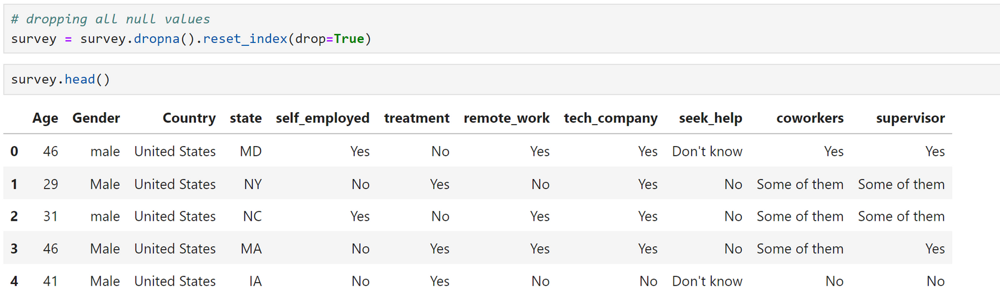 # dropping all null values
survey = survey.dropna().reset_index(drop=True)
survey.head()
Age Gender Country state self_employed treatment remote_work tech_company seek_help coworkers supervisor
0 46 male United States MD Yes No Yes Yes Don't know Yes Yes
1 29 Male United States NY No Yes No Yes No Some of them Some of them
2 31 male United States NC Yes No Yes Yes No Some of them Some of them
3 46 Male United States MA No Yes Yes Yes No Some of them Yes
4 41 Male United States IA No Yes No No Don't know No No